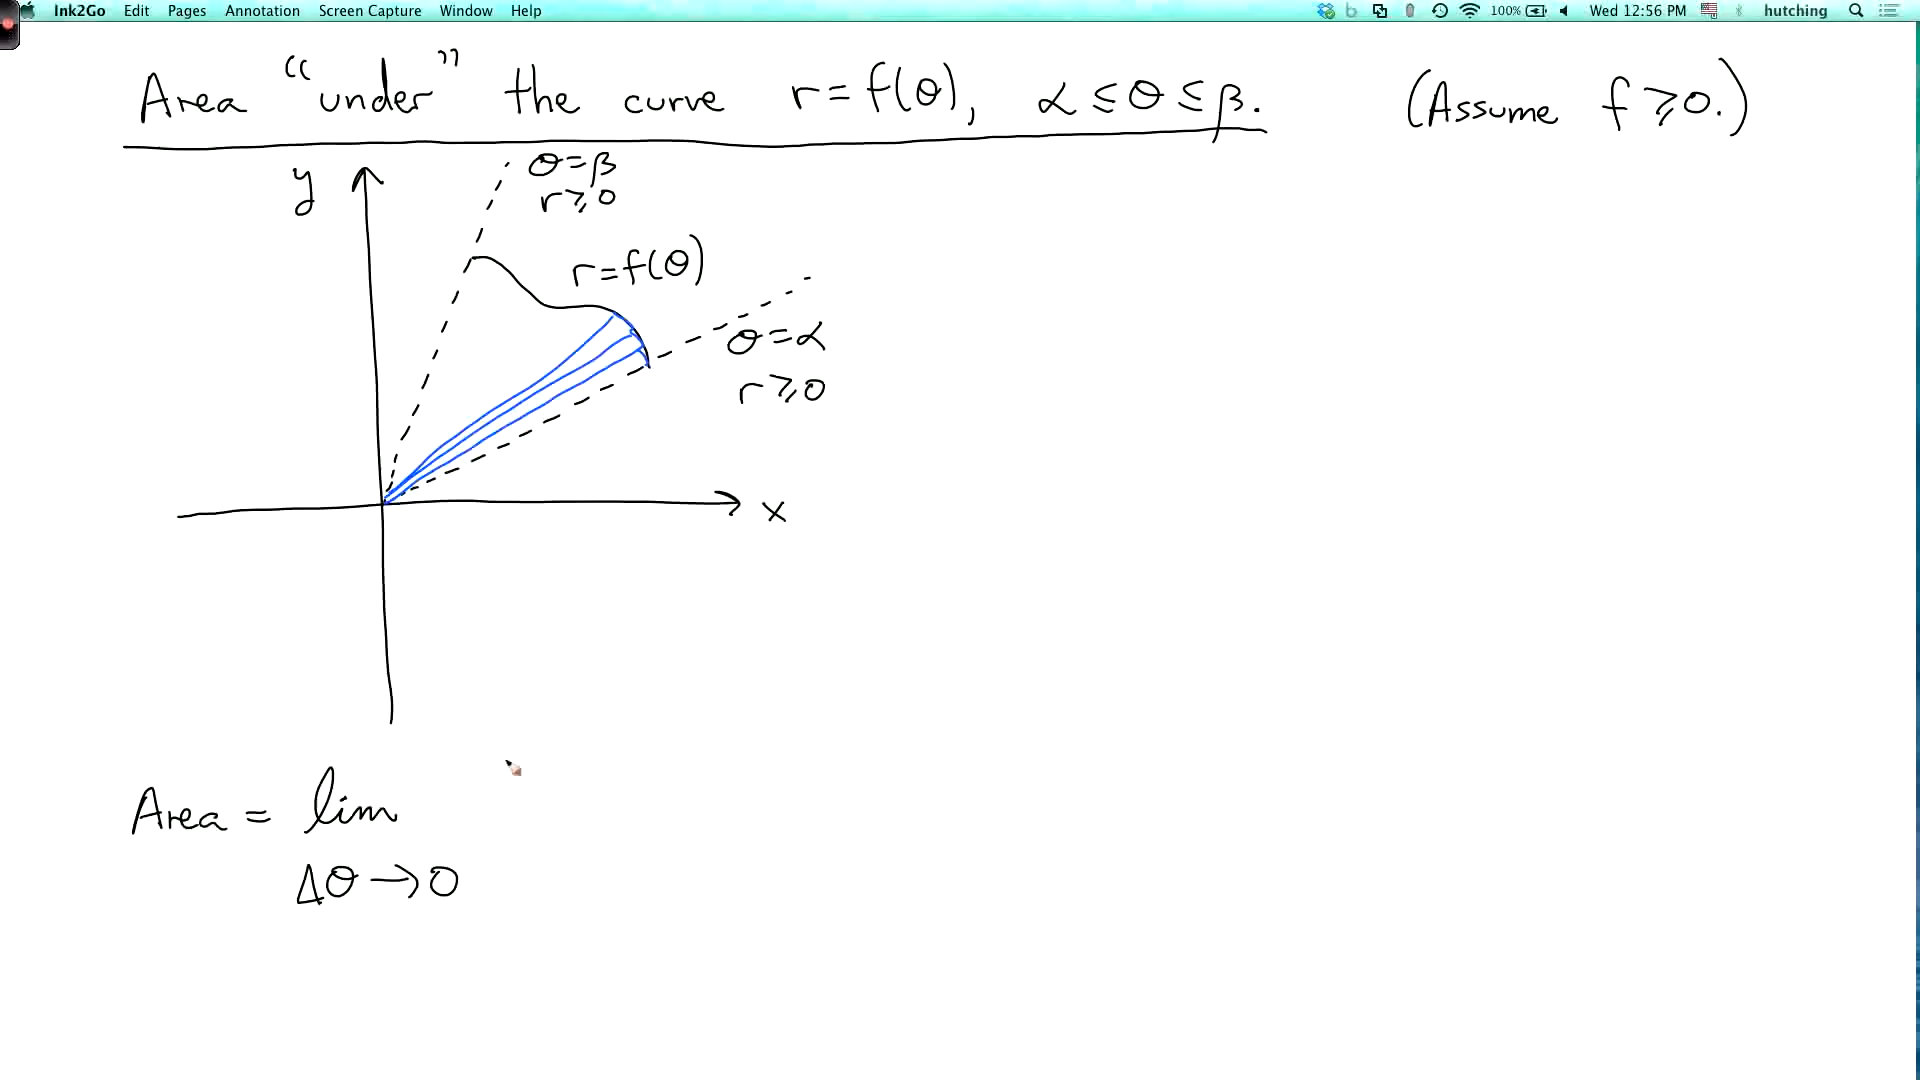 Ink2Go Edit Pages Annotation Screen Capture Window Help 100% Wed 12:56 PM hutching
Area “under” the curve r=f(θ), α≤θ≤β. (Assume f≥0.)
y
θ=β
r≥0
r=f(θ)
θ=α
r≥0
x
Area = lim
Δθ→0